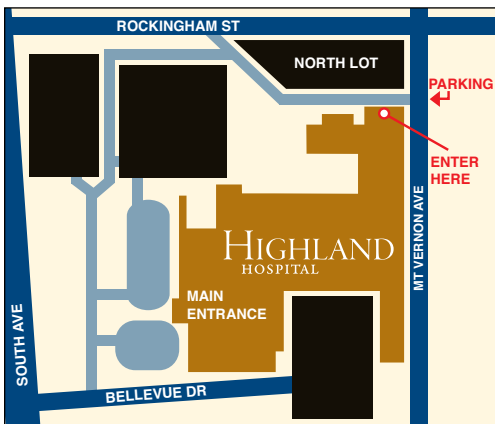 ROCKINGHAM ST
NORTH LOT
PARKING
ENTER
HERE
MT VERNON AVE
HIGHLAND
HOSPITAL
MAIN
ENTRANCE
SOUTH AVE
BELLEVUE DR